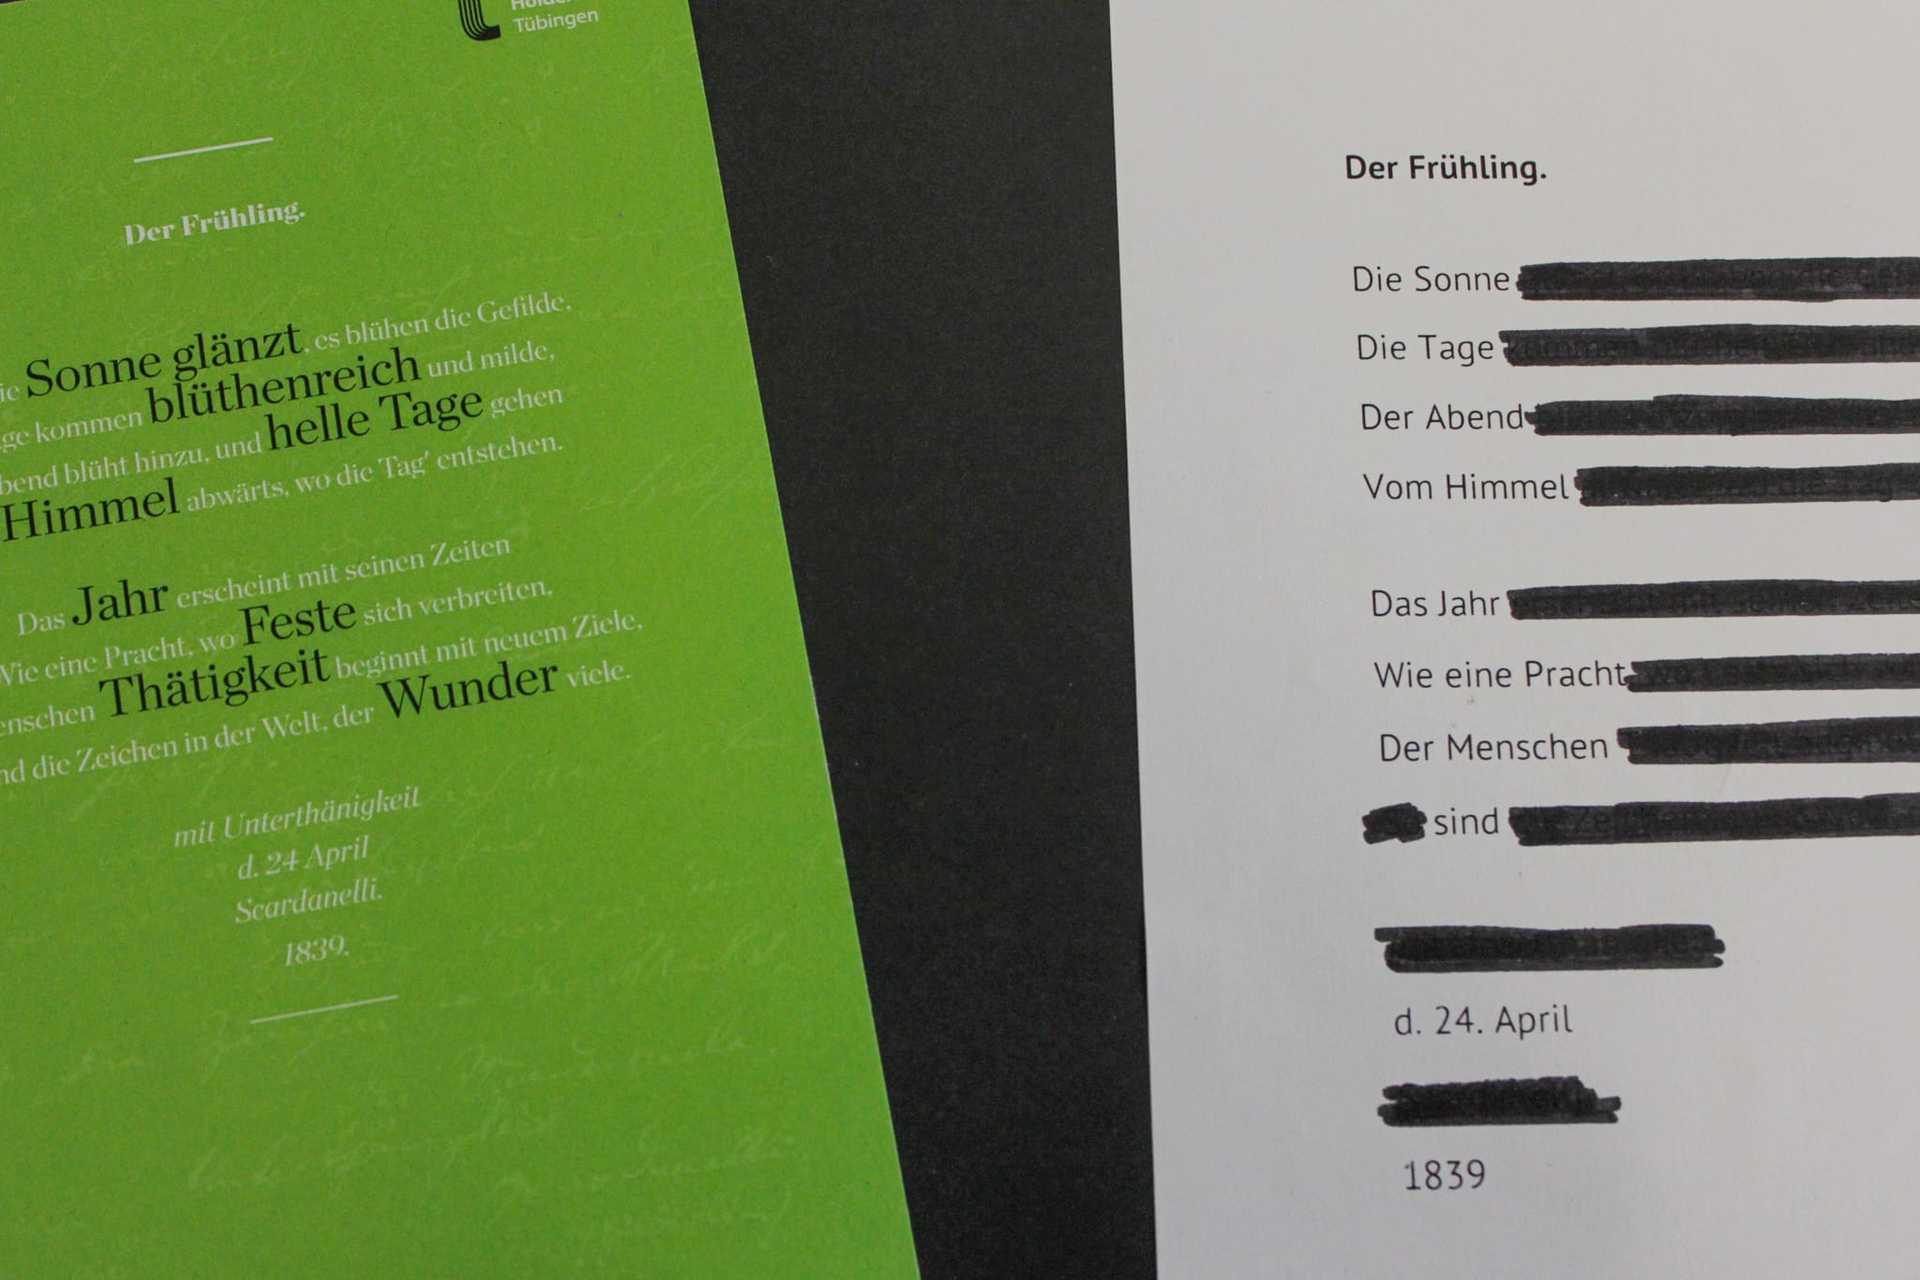 Tübingen
Der Frühling.
Sonne glänzt, es blühen die Gefilde,
kommen blüthenreich und milde,
blüht hinzu, und helle Tage gehen
Himmel abwärts, wo die Tag' entstehen.
Das Jahr erscheint mit seinen Zeiten
Wie eine Pracht, wo Feste sich verbreiten,
Thätigkeit beginnt mit neuem Ziele,
die Zeichen in der Welt, der Wunder viele.
mit Unterthänigkeit
d. 24 April
Scardanelli.
1839.
Der Frühling.
Die Sonne
Die Tage
Der Abend
Vom Himmel
Das Jahr
Wie eine Pracht
Der Menschen
sind
d. 24. April
1839